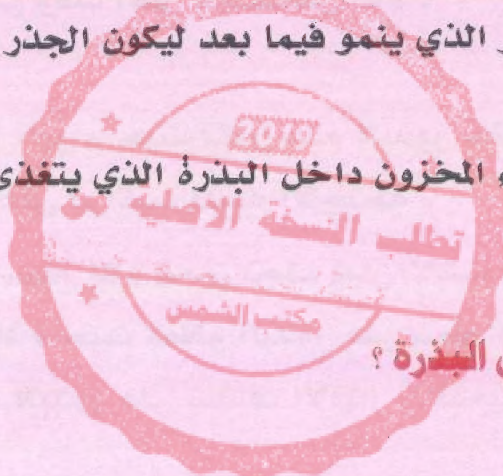 الذي ينمو فيما بعد ليكون الجذر
2019
المخزون داخل البذرة الذي يتغذى
تطلب النسخة الاصلية من
مكتب الشمس
البذرة ؟